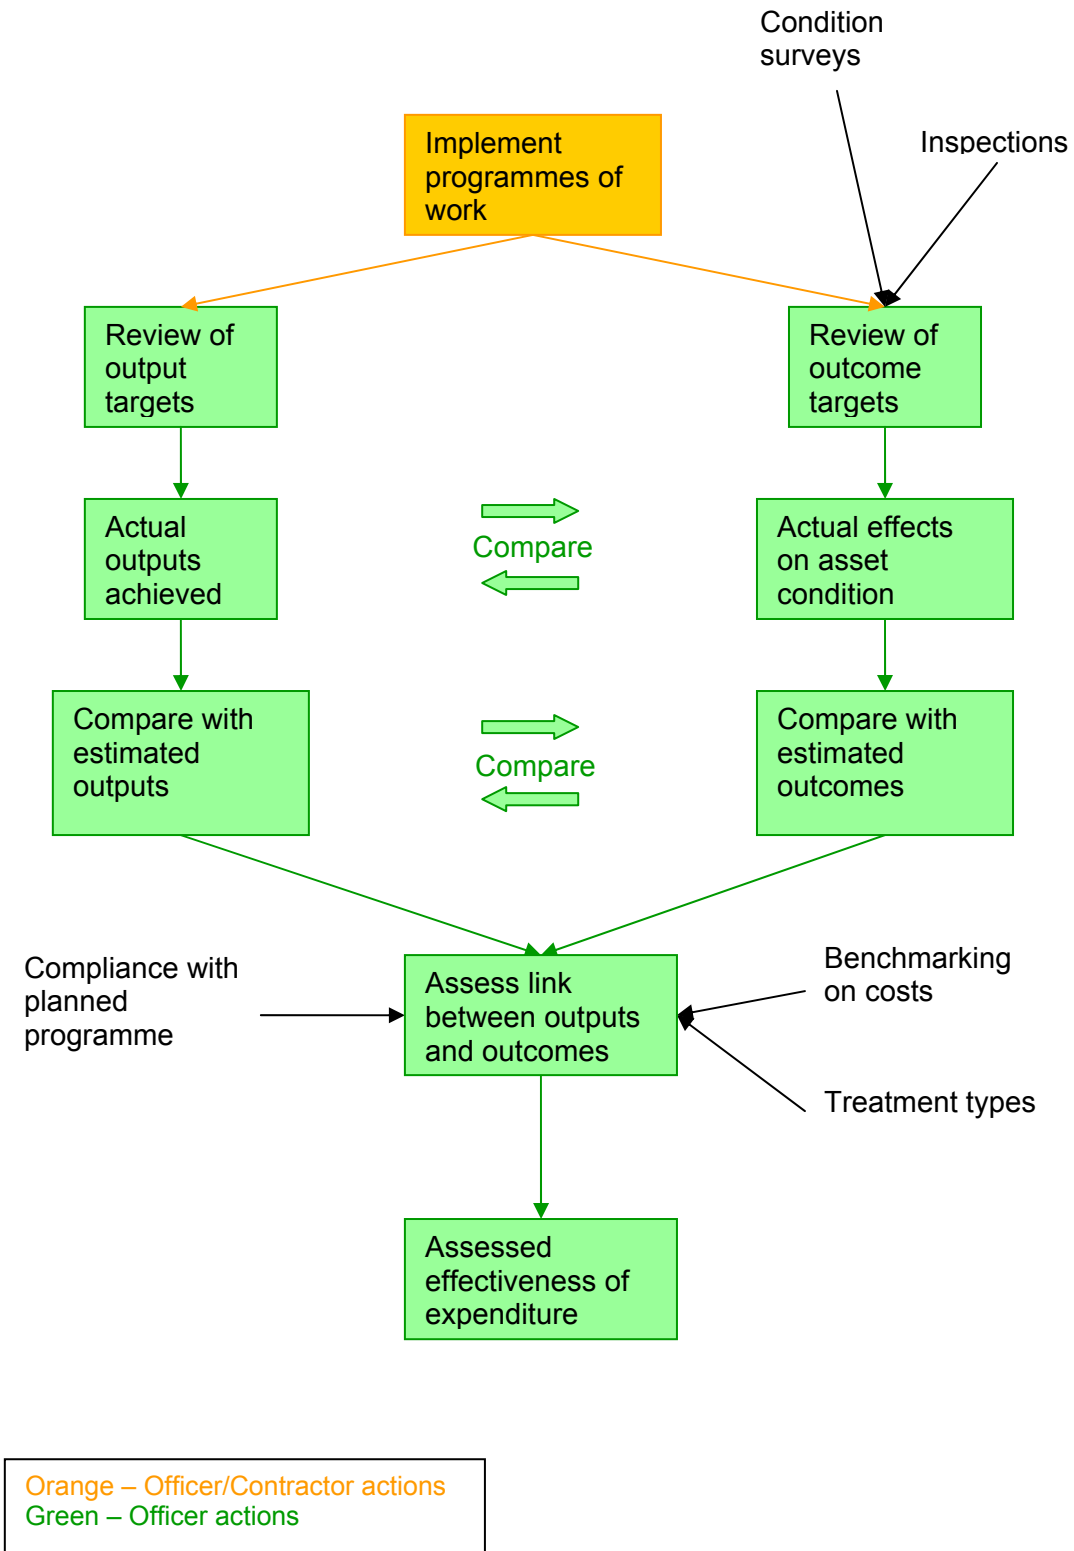 Condition
surveys
Inspections
Implement
programmes of
work
Review of
output
targets
Review of
outcome
targets
Actual
outputs
achieved
Compare
Actual effects
on asset
condition
Compare with
estimated
outputs
Compare
Compare with
estimated
outcomes
Compliance with
planned
programme
Assess link
between outputs
and outcomes
Benchmarking
on costs
Treatment types
Assessed
effectiveness of
expenditure
Orange – Officer/Contractor actions
Green – Officer actions